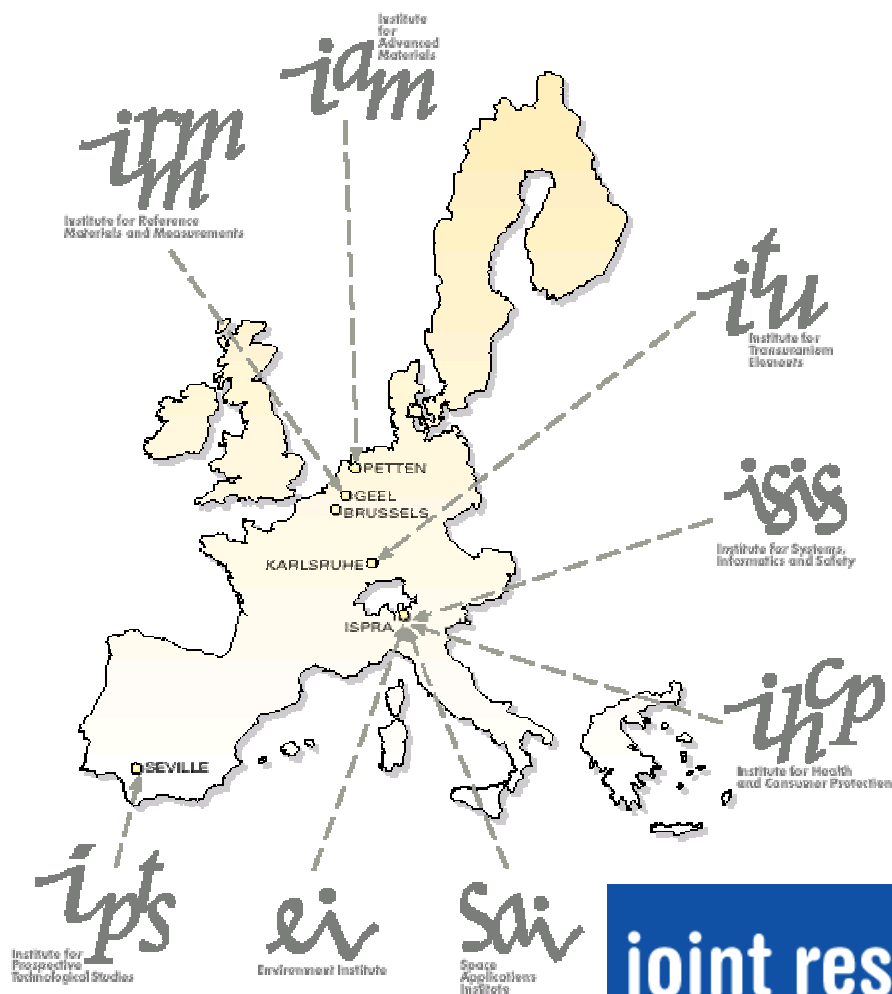 iam
Institute
for
Advanced
Materials
irmm
Institute for Reference
Materials and Measurements
itu
Institute for
Transuranium
Elements
PETTEN
GEEL
BRUSSELS
KARLSRUHE
isis
Institute for Systems,
Informatics and Safety
ISPRA
ihcp
Institute for Health
and Consumer Protection
SEVILLE
ipts
Institute for
Prospective
Technological Studies
ei
Environment Institute
sai
Space
Applications
Institute
joint res